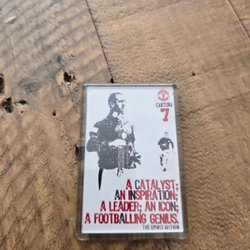 CANTONA
7
A CATALYST;
AN INSPIRATION;
A LEADER; AN ICON;
A FOOTBALLING GENIUS.
THE SPIRIT WITHIN